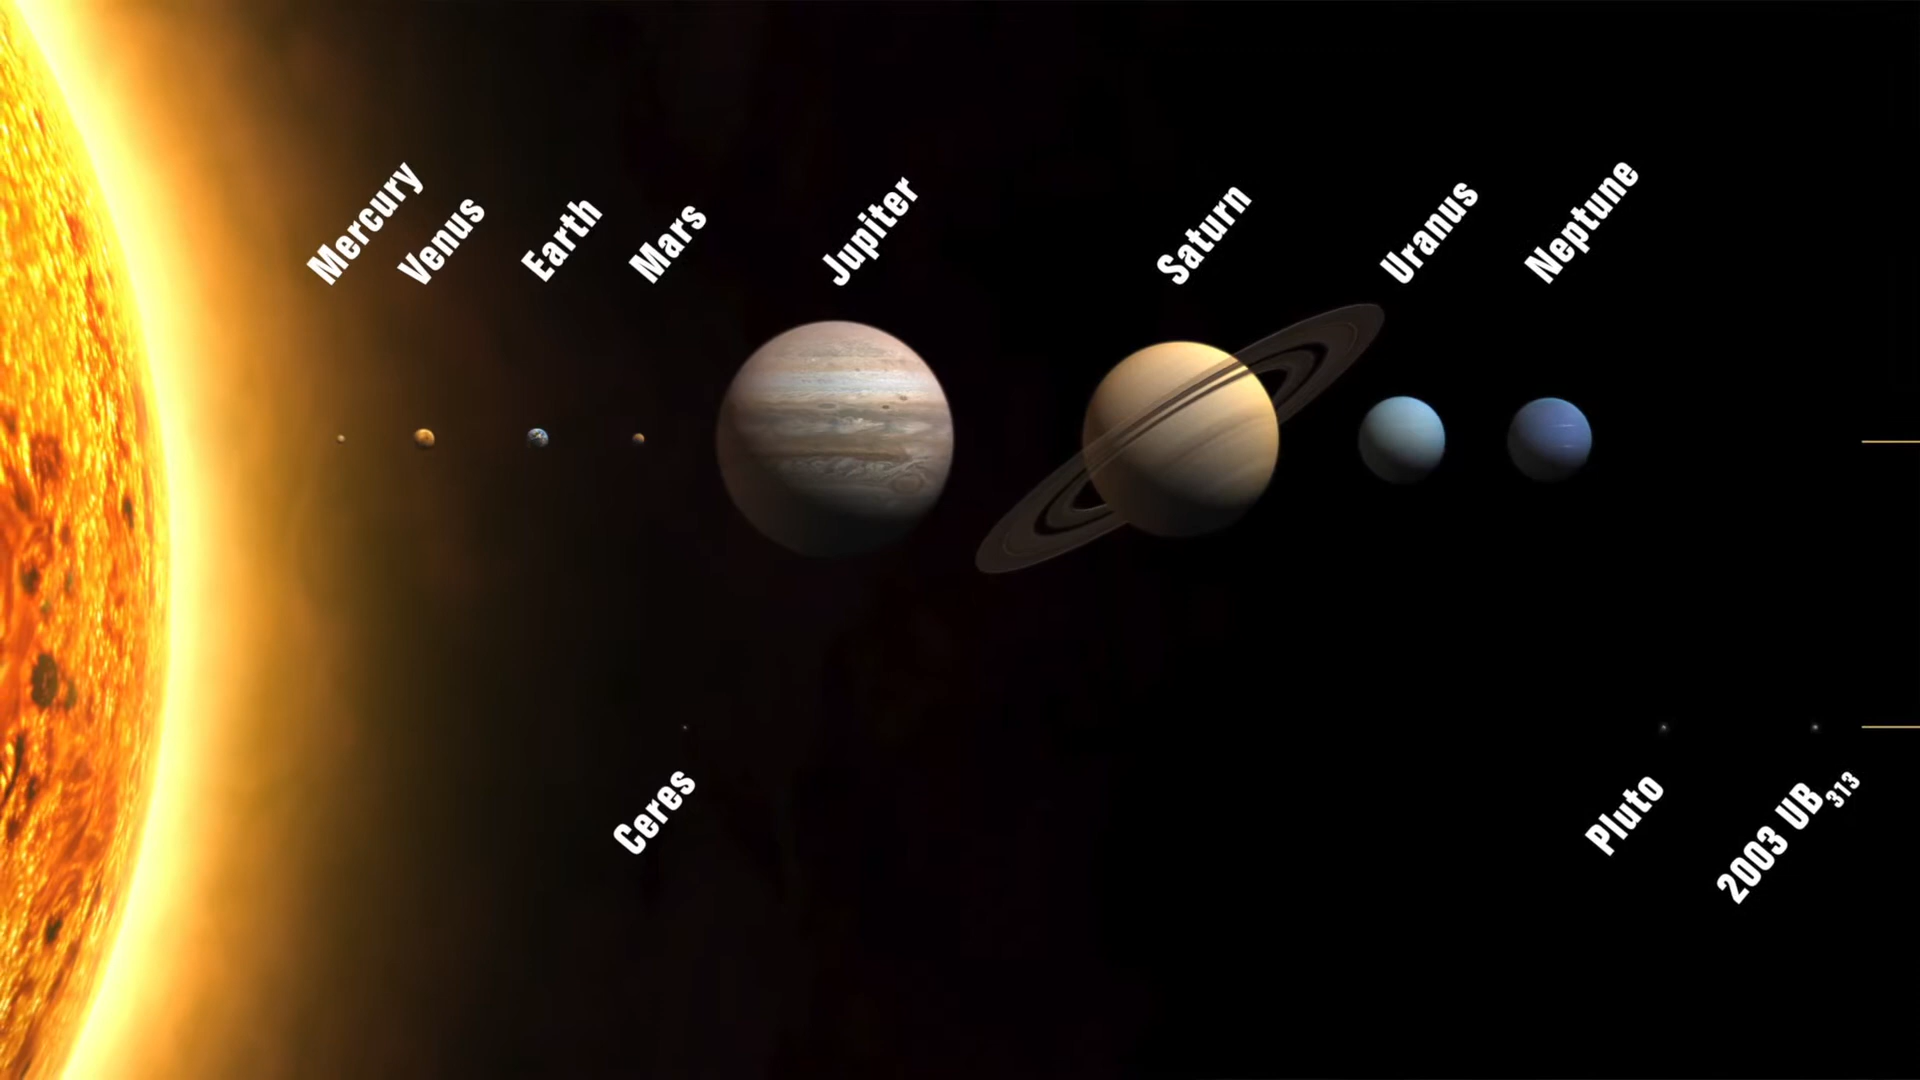 Mercury
Venus
Earth
Mars
Jupiter
Saturn
Uranus
Neptune
Ceres
Pluto
2003 UB313